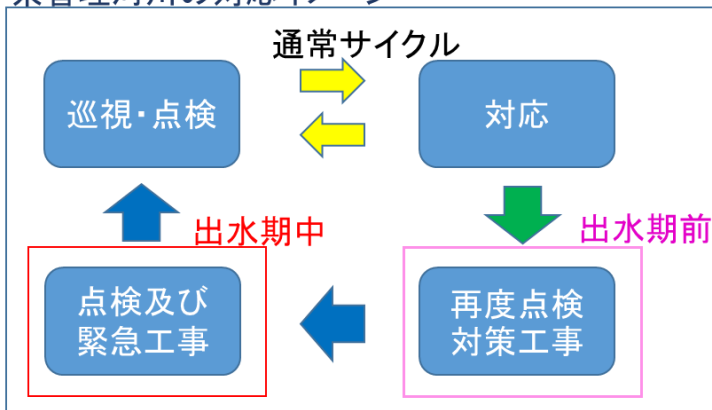 通常サイクル
巡視・点検
対応
出水期中
出水期前
点検及び
緊急工事
再度点検
対策工事